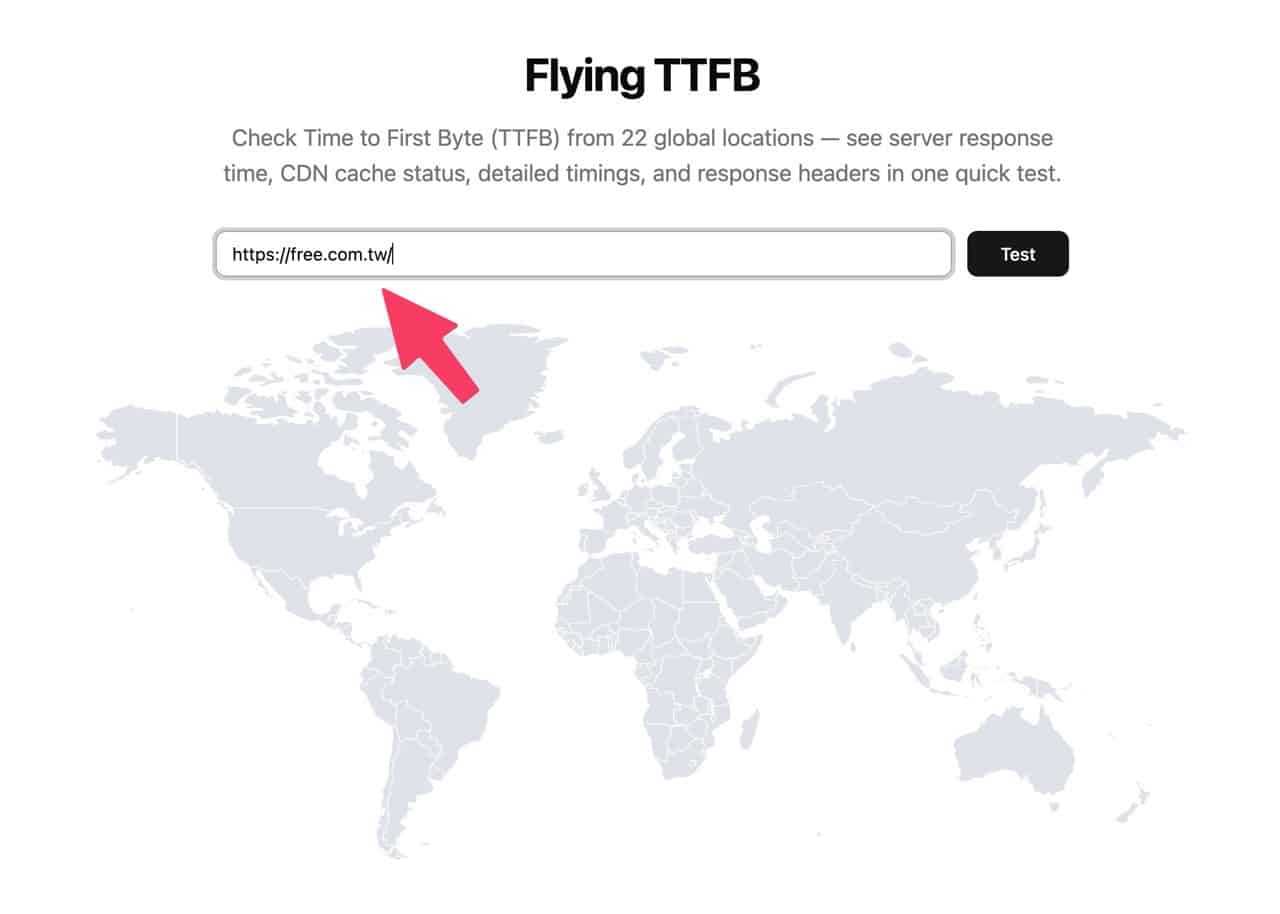 Flying TTFB
Check Time to First Byte (TTFB) from 22 global locations — see server response
time, CDN cache status, detailed timings, and response headers in one quick test.
https://free.com.tw/
Test